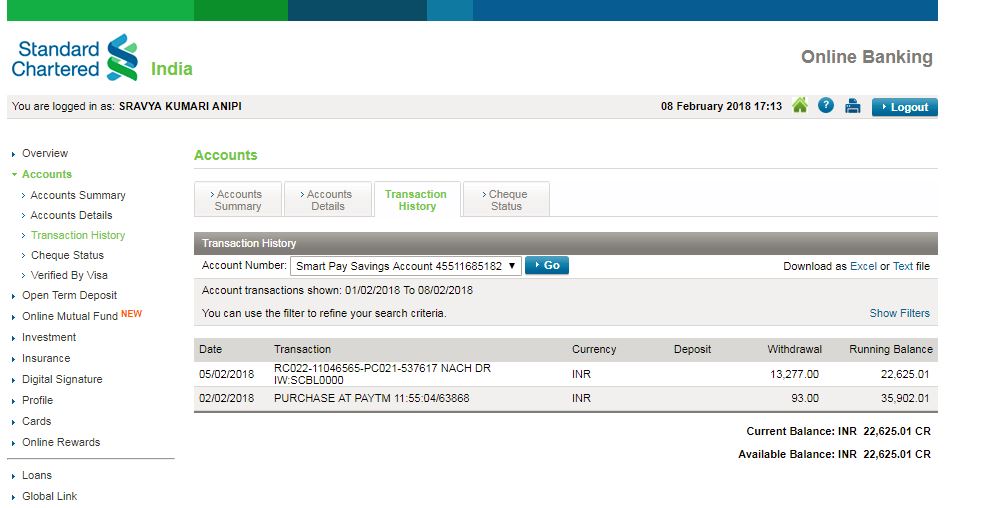 Standard
Chartered
India
Online Banking
You are logged in as: SRAVYA KUMARI ANIPI
08 February 2018 17:13
?
Logout
Overview
Accounts
Accounts Summary
Accounts Details
Transaction History
Cheque Status
Verified By Visa
Open Term Deposit
Online Mutual Fund NEW
Investment
Insurance
Digital Signature
Profile
Cards
Online Rewards
Loans
Global Link
Accounts
Accounts
Summary
Accounts
Details
Transaction
History
Cheque
Status
Transaction History
Account Number: Smart Pay Savings Account 45511685182 Go Download as Excel or Text file
Account transactions shown: 01/02/2018 To 08/02/2018
You can use the filter to refine your search criteria. Show Filters
Date Transaction Currency Deposit Withdrawal Running Balance
05/02/2018 RC022-11046565-PC021-537617 NACH DR
IW:SCBL0000 INR 13,277.00 22,625.01
02/02/2018 PURCHASE AT PAYTM 11:55:04/63868 INR 93.00 35,902.01
Current Balance: INR 22,625.01 CR
Available Balance: INR 22,625.01 CR